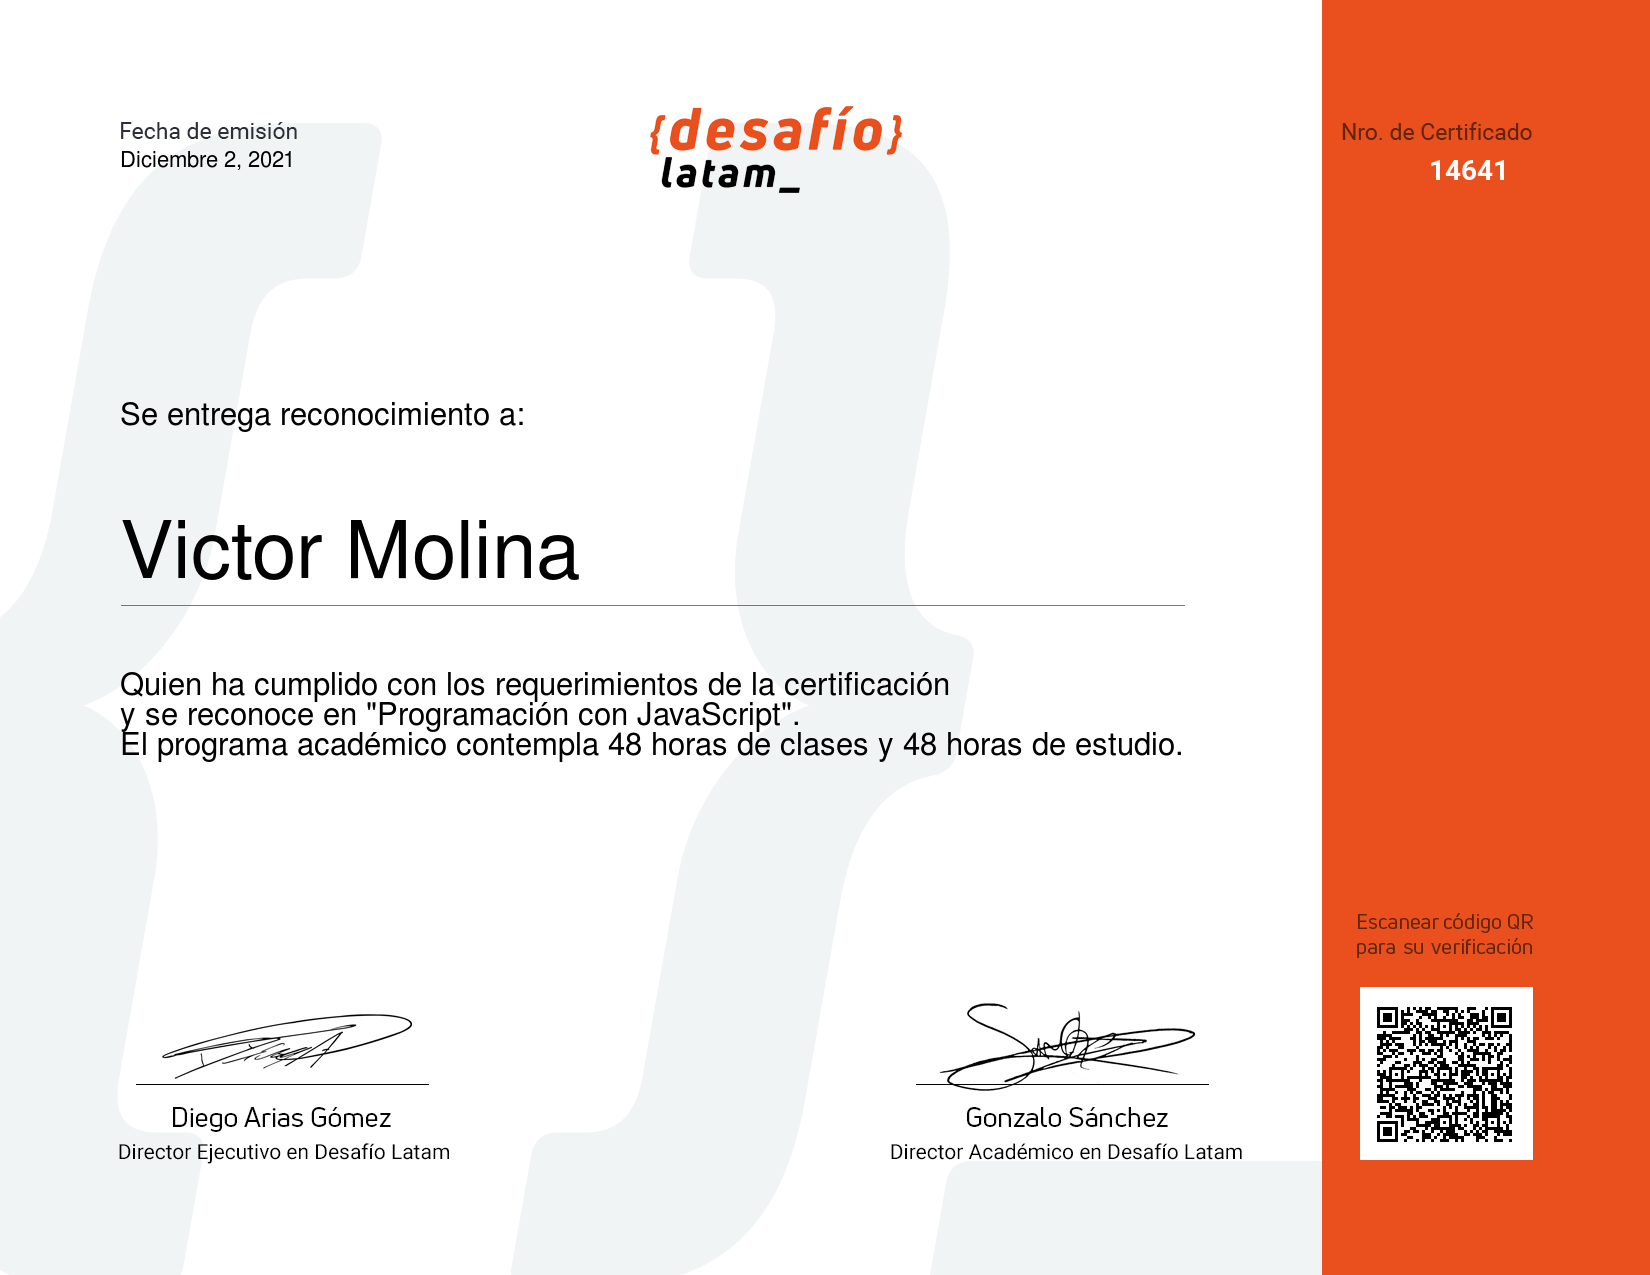 Fecha de emisión
Diciembre 2, 2021
{desafío}
latam_
Nro. de Certificado
14641
Se entrega reconocimiento a:
Victor Molina
Quien ha cumplido con los requerimientos de la certificación
y se reconoce en "Programación con JavaScript".
El programa académico contempla 48 horas de clases y 48 horas de estudio.
Escanear código QR
para su verificación
Diego Arias Gómez
Director Ejecutivo en Desafío Latam
Gonzalo Sánchez
Director Académico en Desafío Latam